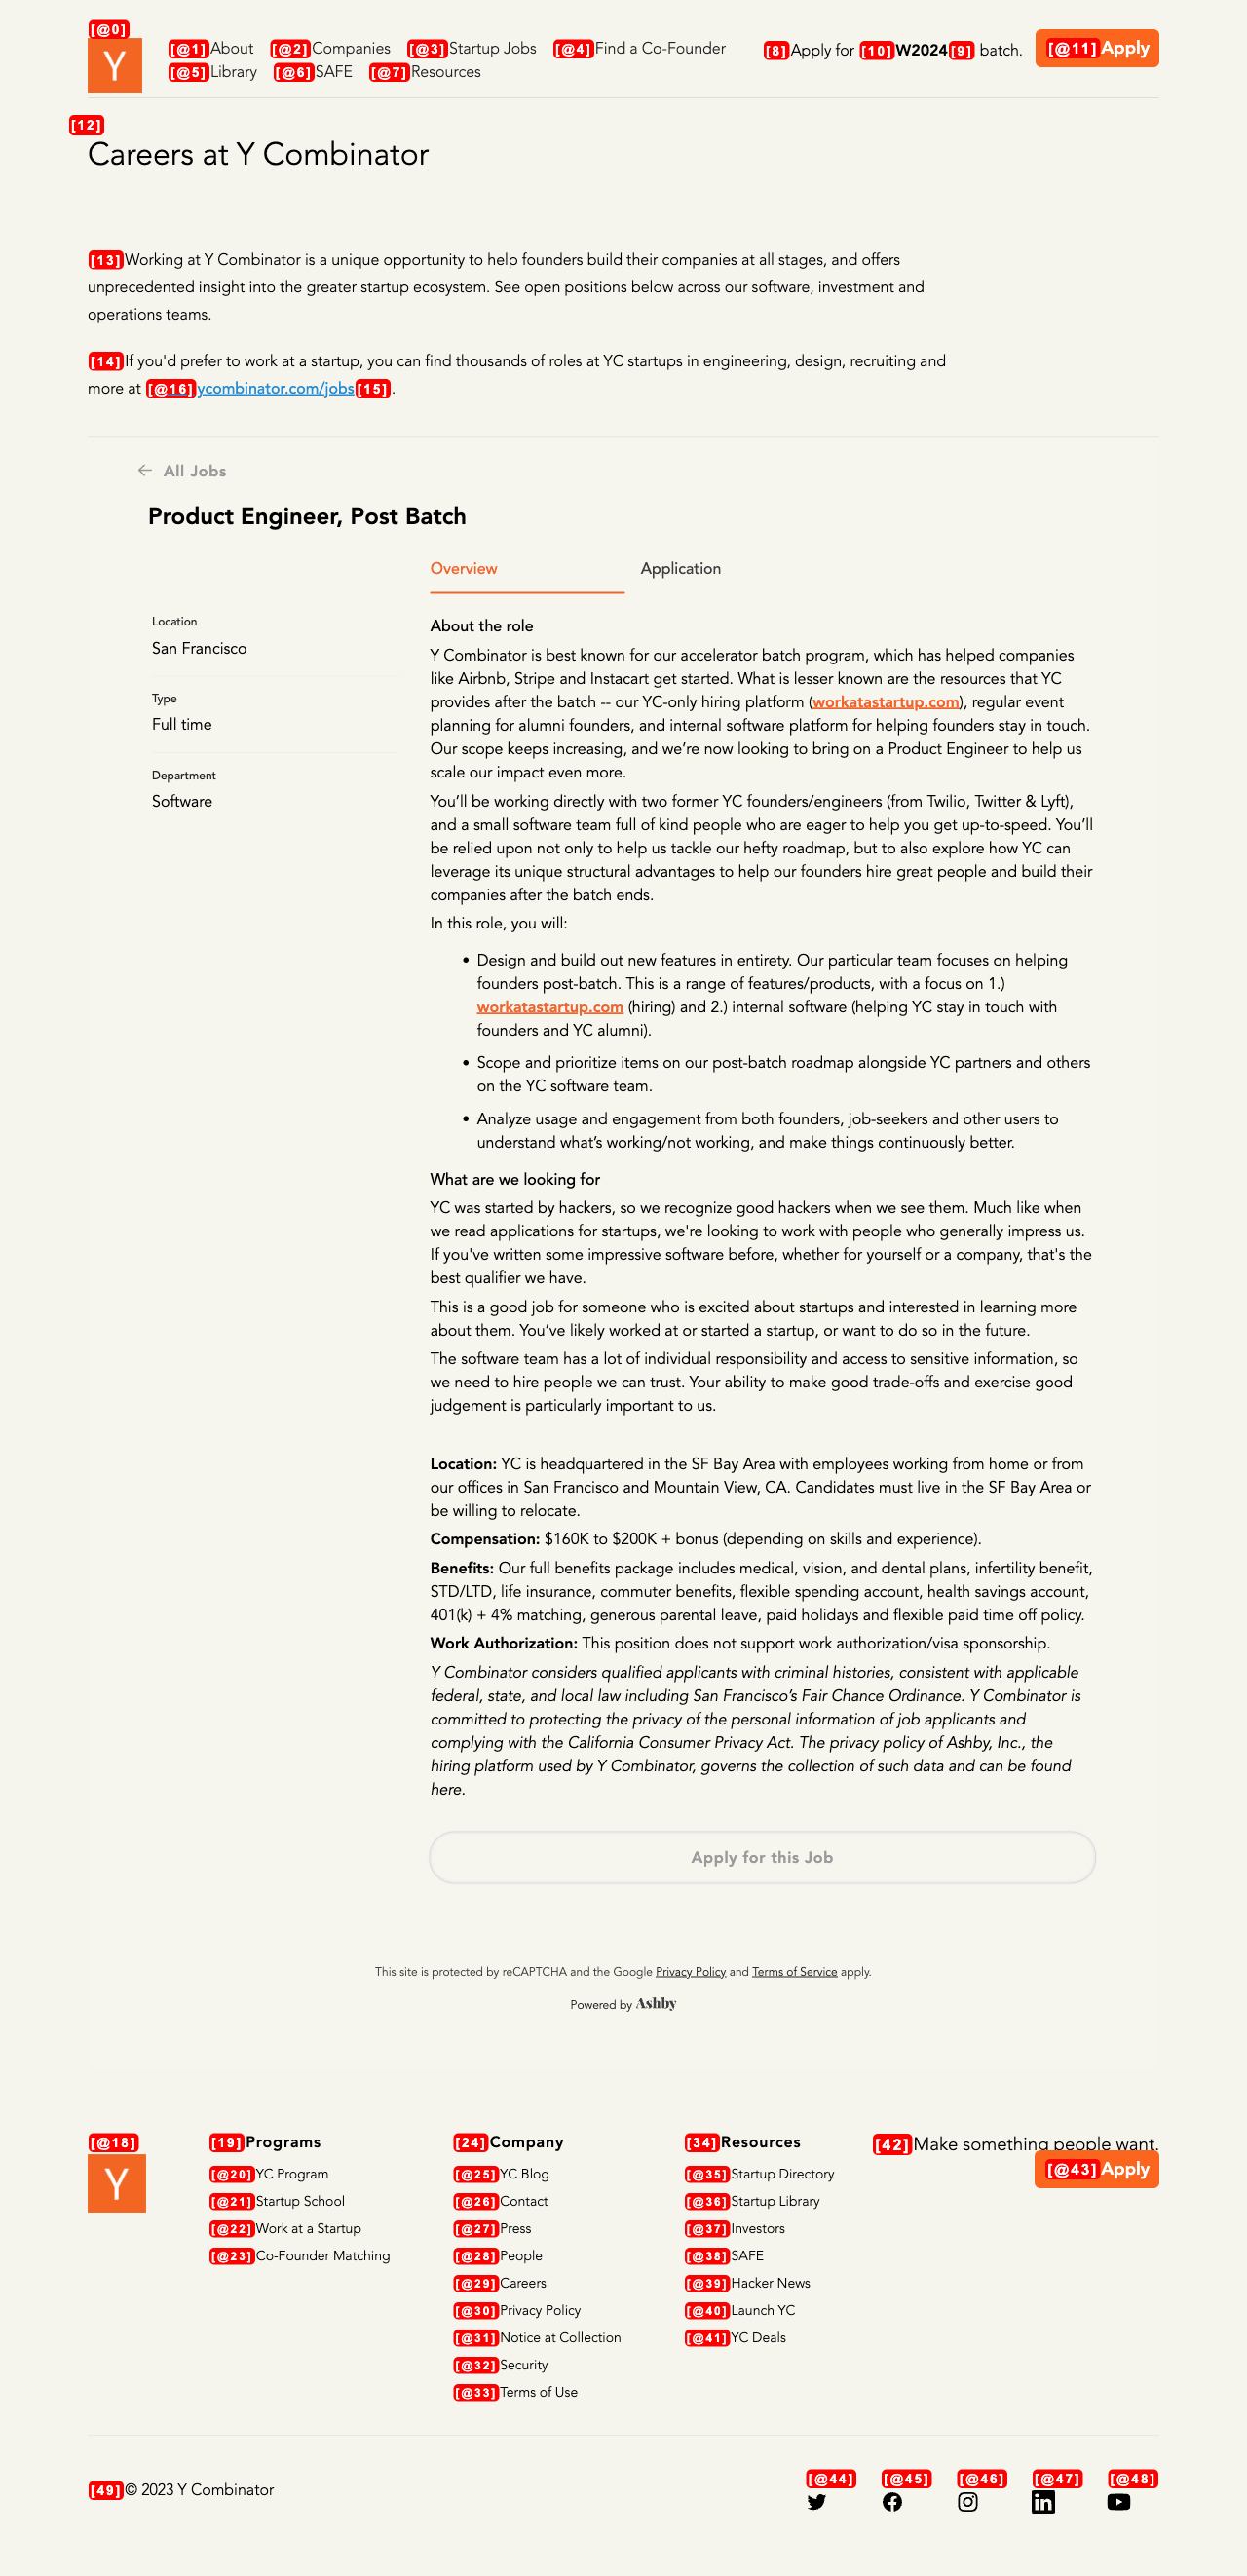 [@0]
Y
[@1]About [@2]Companies [@3]Startup Jobs [@4]Find a Co-Founder
[@5]Library [@6]SAFE [@7]Resources
[8]Apply for [10]W2024[9] batch.
[@11]Apply
[12]
Careers at Y Combinator
[13]Working at Y Combinator is a unique opportunity to help founders build their companies at all stages, and offers
unprecedented insight into the greater startup ecosystem. See open positions below across our software, investment and
operations teams.
[14]If you'd prefer to work at a startup, you can find thousands of roles at YC startups in engineering, design, recruiting and
more at [@16]ycombinator.com/jobs[15].
← All Jobs
Product Engineer, Post Batch
Overview Application
Location
San Francisco
Type
Full time
Department
Software
About the role
Y Combinator is best known for our accelerator batch program, which has helped companies
like Airbnb, Stripe and Instacart get started. What is lesser known are the resources that YC
provides after the batch -- our YC-only hiring platform (workatastartup.com), regular event
planning for alumni founders, and internal software platform for helping founders stay in touch.
Our scope keeps increasing, and we’re now looking to bring on a Product Engineer to help us
scale our impact even more.
You’ll be working directly with two former YC founders/engineers (from Twilio, Twitter & Lyft),
and a small software team full of kind people who are eager to help you get up-to-speed. You’ll
be relied upon not only to help us tackle our hefty roadmap, but to also explore how YC can
leverage its unique structural advantages to help our founders hire great people and build their
companies after the batch ends.
In this role, you will:
• Design and build out new features in entirety. Our particular team focuses on helping
founders post-batch. This is a range of features/products, with a focus on 1.)
workatastartup.com (hiring) and 2.) internal software (helping YC stay in touch with
founders and YC alumni).
• Scope and prioritize items on our post-batch roadmap alongside YC partners and others
on the YC software team.
• Analyze usage and engagement from both founders, job-seekers and other users to
understand what’s working/not working, and make things continuously better.
What are we looking for
YC was started by hackers, so we recognize good hackers when we see them. Much like when
we read applications for startups, we're looking to work with people who generally impress us.
If you've written some impressive software before, whether for yourself or a company, that's the
best qualifier we have.
This is a good job for someone who is excited about startups and interested in learning more
about them. You’ve likely worked at or started a startup, or want to do so in the future.
The software team has a lot of individual responsibility and access to sensitive information, so
we need to hire people we can trust. Your ability to make good trade-offs and exercise good
judgement is particularly important to us.
Location: YC is headquartered in the SF Bay Area with employees working from home or from
our offices in San Francisco and Mountain View, CA. Candidates must live in the SF Bay Area or
be willing to relocate.
Compensation: $160K to $200K + bonus (depending on skills and experience).
Benefits: Our full benefits package includes medical, vision, and dental plans, infertility benefit,
STD/LTD, life insurance, commuter benefits, flexible spending account, health savings account,
401(k) + 4% matching, generous parental leave, paid holidays and flexible paid time off policy.
Work Authorization: This position does not support work authorization/visa sponsorship.
Y Combinator considers qualified applicants with criminal histories, consistent with applicable
federal, state, and local law including San Francisco’s Fair Chance Ordinance. Y Combinator is
committed to protecting the privacy of the personal information of job applicants and
complying with the California Consumer Privacy Act. The privacy policy of Ashby, Inc., the
hiring platform used by Y Combinator, governs the collection of such data and can be found
here.
Apply for this Job
This site is protected by reCAPTCHA and the Google Privacy Policy and Terms of Service apply.
Powered by Ashby
[@18]
Y
[19]Programs
[@20]YC Program
[@21]Startup School
[@22]Work at a Startup
[@23]Co-Founder Matching
[24]Company
[@25]YC Blog
[@26]Contact
[@27]Press
[@28]People
[@29]Careers
[@30]Privacy Policy
[@31]Notice at Collection
[@32]Security
[@33]Terms of Use
[34]Resources
[@35]Startup Directory
[@36]Startup Library
[@37]Investors
[@38]SAFE
[@39]Hacker News
[@40]Launch YC
[@41]YC Deals
[42]Make something people want.
[@43]Apply
[49]© 2023 Y Combinator
[@44] [@45] [@46] [@47] [@48]